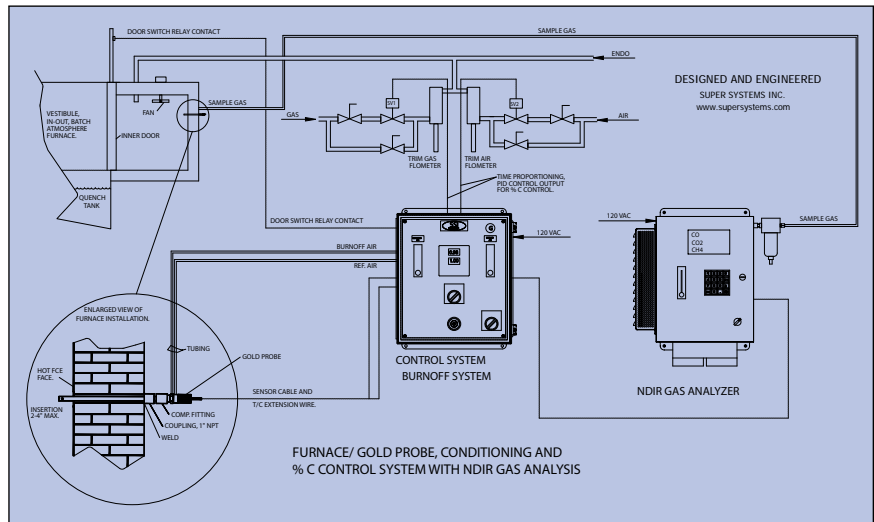 DOOR SWITCH RELAY CONTACT
SAMPLE GAS
ENDO
DESIGNED AND ENGINEERED
SUPER SYSTEMS INC.
www.supersystems.com
SAMPLE GAS
FAN
VESTIBULE,
IN-OUT, BATCH
ATMOSPHERE
FURNACE.
INNER DOOR
SV1
SV2
GAS
AIR
TRIM GAS
FLOMETER
TRIM AIR
FLOMETER
TIME PROPORTIONING,
PID CONTROL OUTPUT
FOR % C CONTROL.
QUENCH
TANK
DOOR SWITCH RELAY CONTACT
SSI
120 VAC
120 VAC
SAMPLE GAS
BURNOFF AIR
REF. AIR
CO
CO2
CH4
ENLARGED VIEW OF
FURNACE INSTALLATION.
TUBING
GOLD PROBE
HOT FCE
FACE.
CONTROL SYSTEM
BURNOFF SYSTEM
NDIR GAS ANALYZER
SENSOR CABLE AND
T/C EXTENSION WIRE.
INSERTION
2-4" MAX.
COMP. FITTING
COUPLING, 1" NPT
WELD
FURNACE/ GOLD PROBE, CONDITIONING AND
% C CONTROL SYSTEM WITH NDIR GAS ANALYSIS